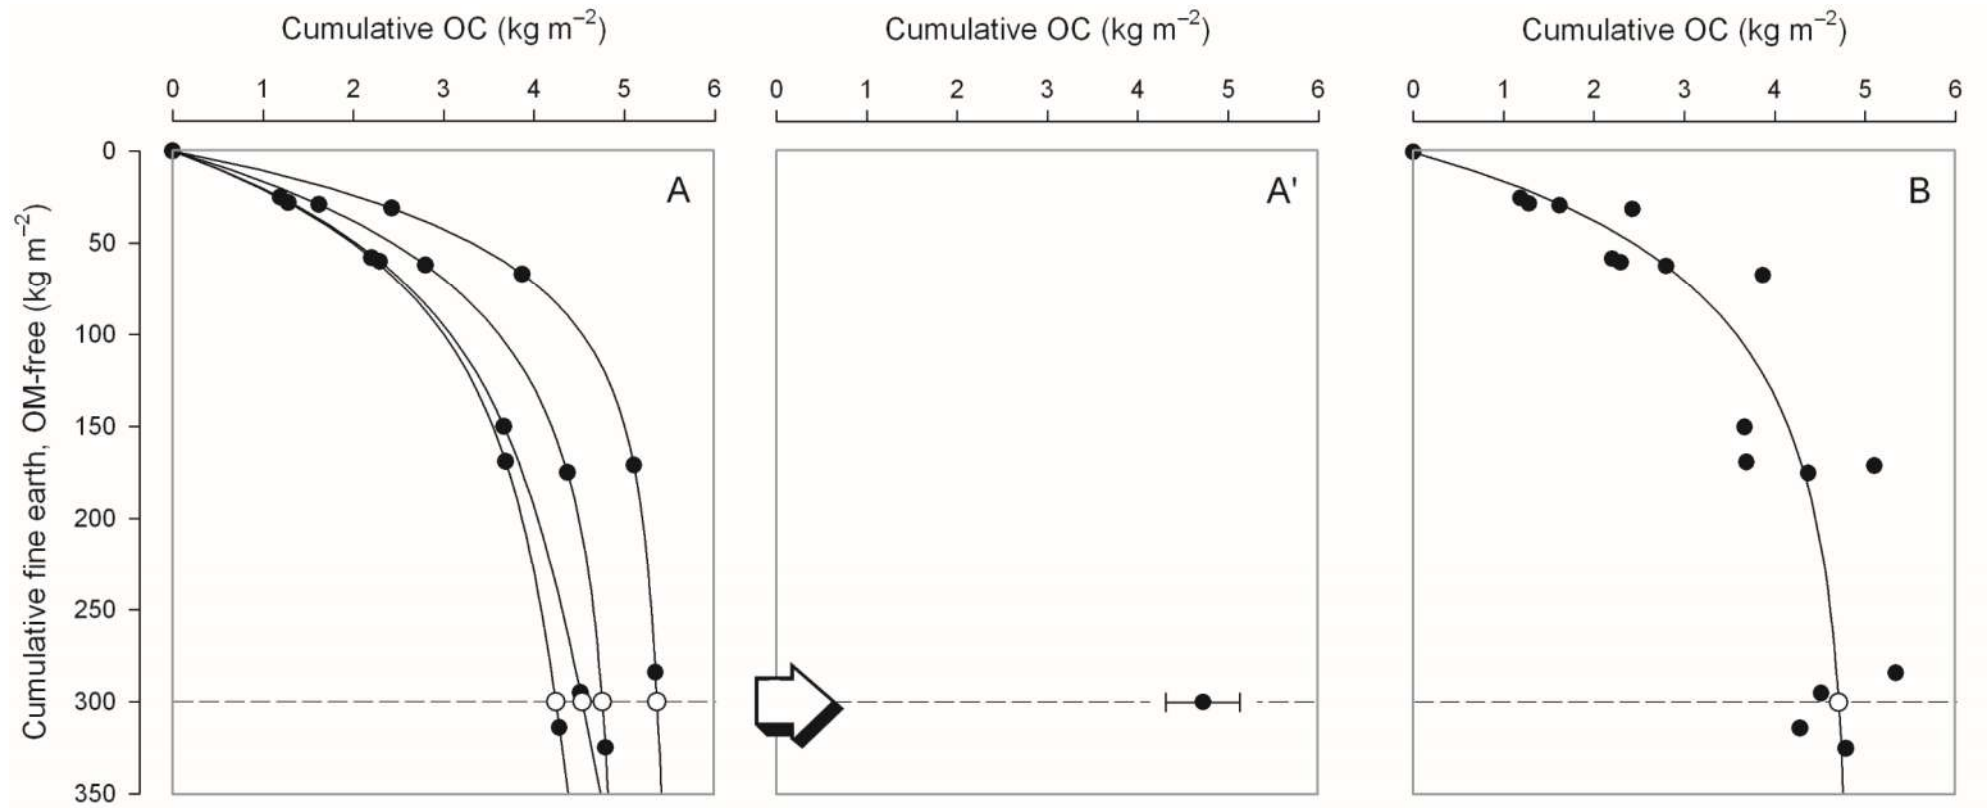 Cumulative OC (kg m⁻²) Cumulative OC (kg m⁻²) Cumulative OC (kg m⁻²)
0 1 2 3 4 5 6 0 1 2 3 4 5 6 0 1 2 3 4 5 6
Cumulative fine earth, OM-free (kg m⁻²)
0
A A' B
50
100
150
200
250
300
350